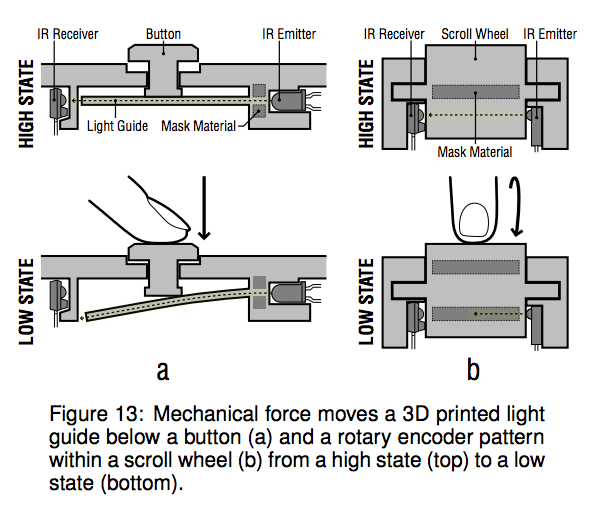 IR Receiver
Button
IR Emitter
HIGH STATE
Light Guide
Mask Material
LOW STATE
a
IR Receiver
Scroll Wheel
IR Emitter
HIGH STATE
Mask Material
LOW STATE
b
Figure 13: Mechanical force moves a 3D printed light
guide below a button (a) and a rotary encoder pattern
within a scroll wheel (b) from a high state (top) to a low
state (bottom).